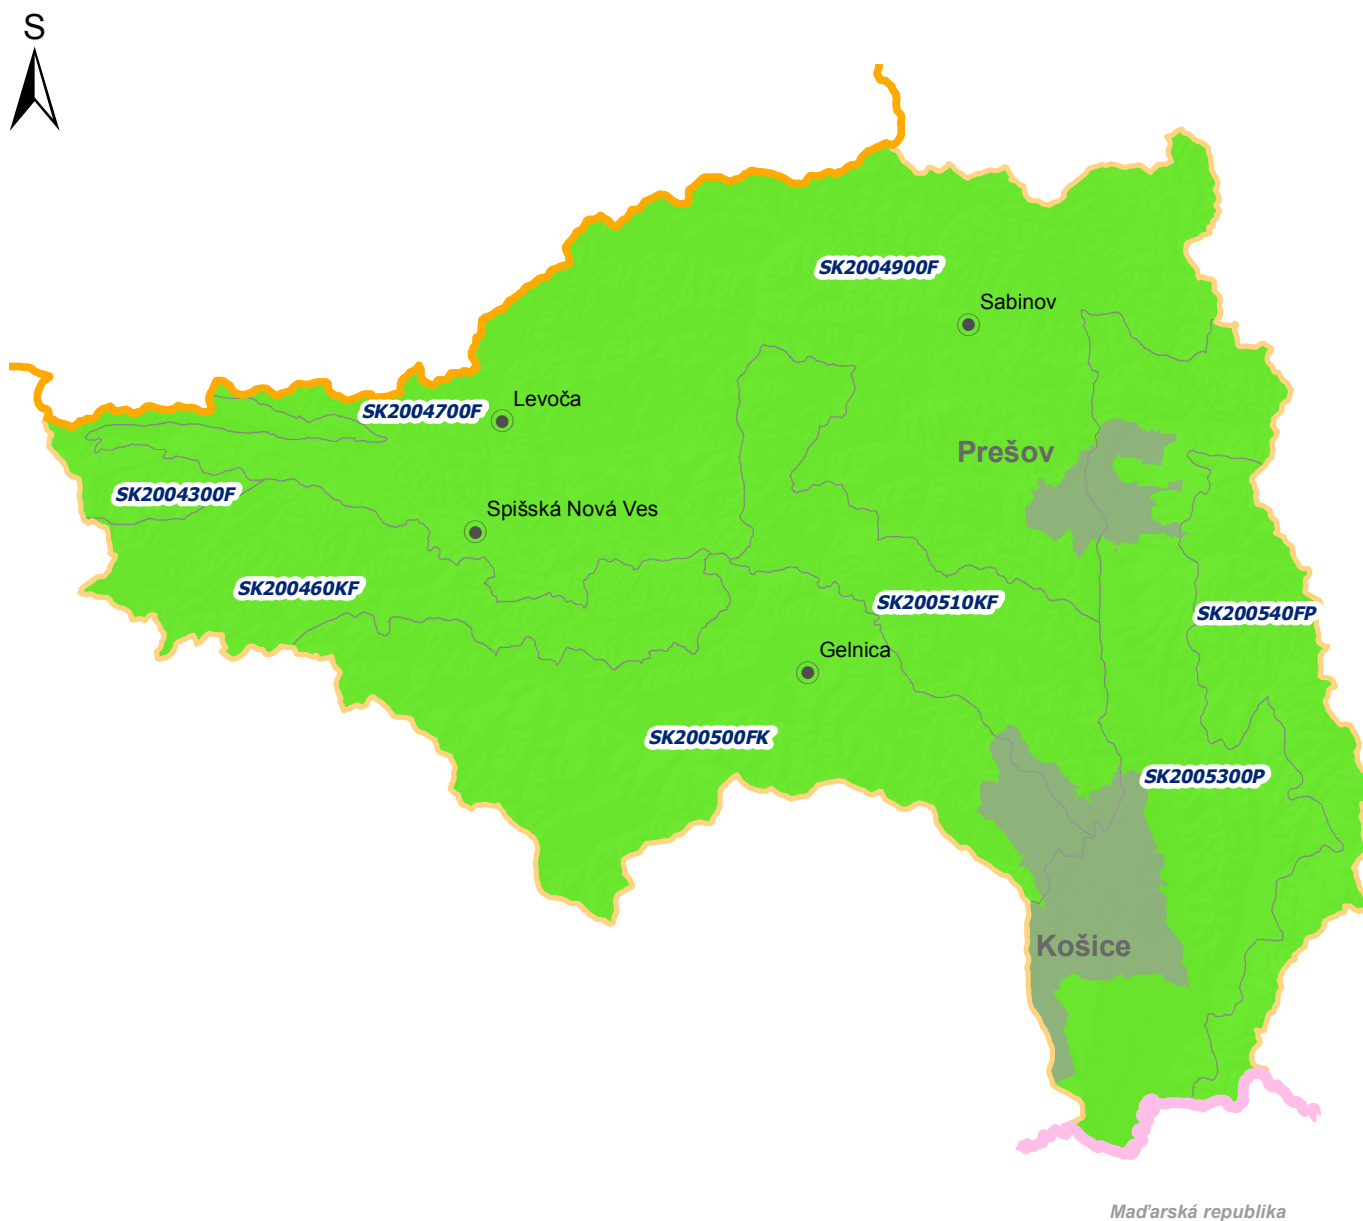 S
SK2004900F
Sabinov
Levoča
SK2004700F
Prešov
SK2004300F
Spišská Nová Ves
SK200460KF
SK200510KF
SK200540FP
Gelnica
SK200500FK
SK2005300P
Košice
Maďarská republika